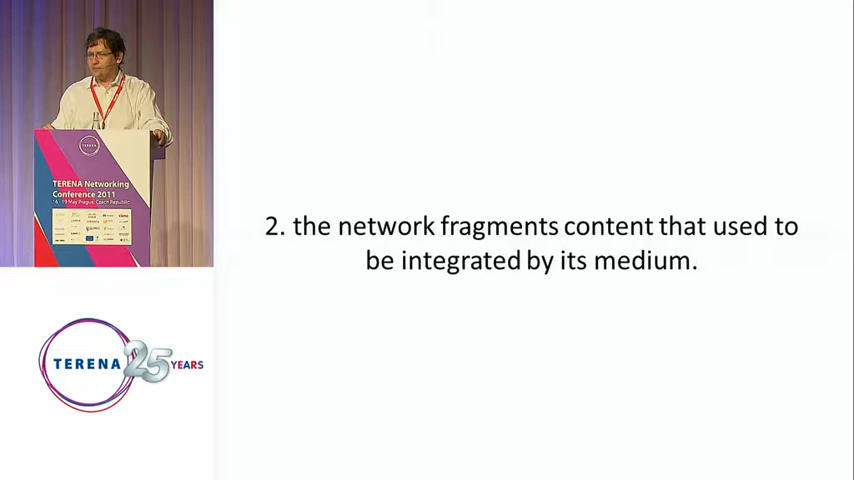 TERENA
TERENA Networking
Conference 2011
16 - 19 May Prague, Czech Republic
2. the network fragments content that used to
be integrated by its medium.
TERENA 25 YEARS